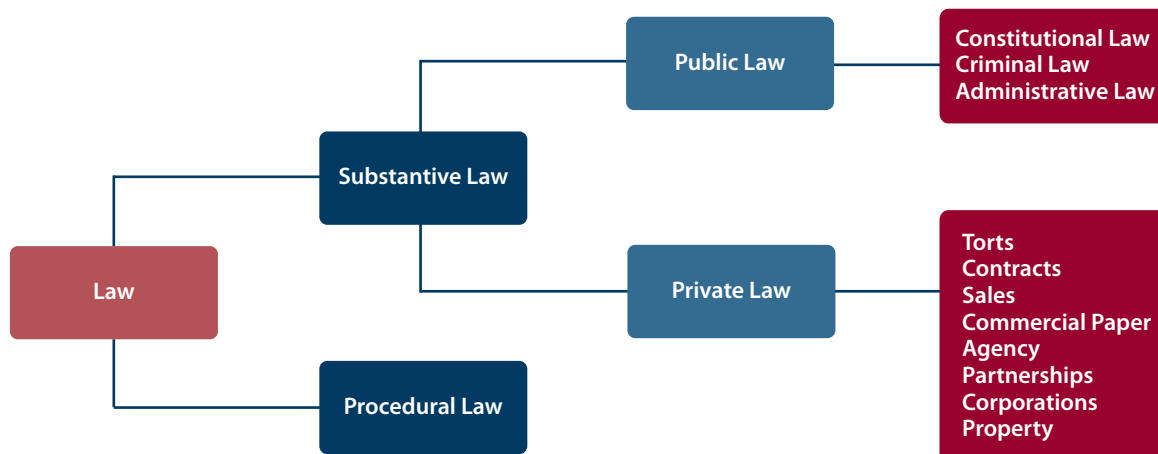 Public Law
Constitutional Law
Criminal Law
Administrative Law
Substantive Law
Law
Private Law
Torts
Contracts
Sales
Commercial Paper
Agency
Partnerships
Corporations
Property
Procedural Law